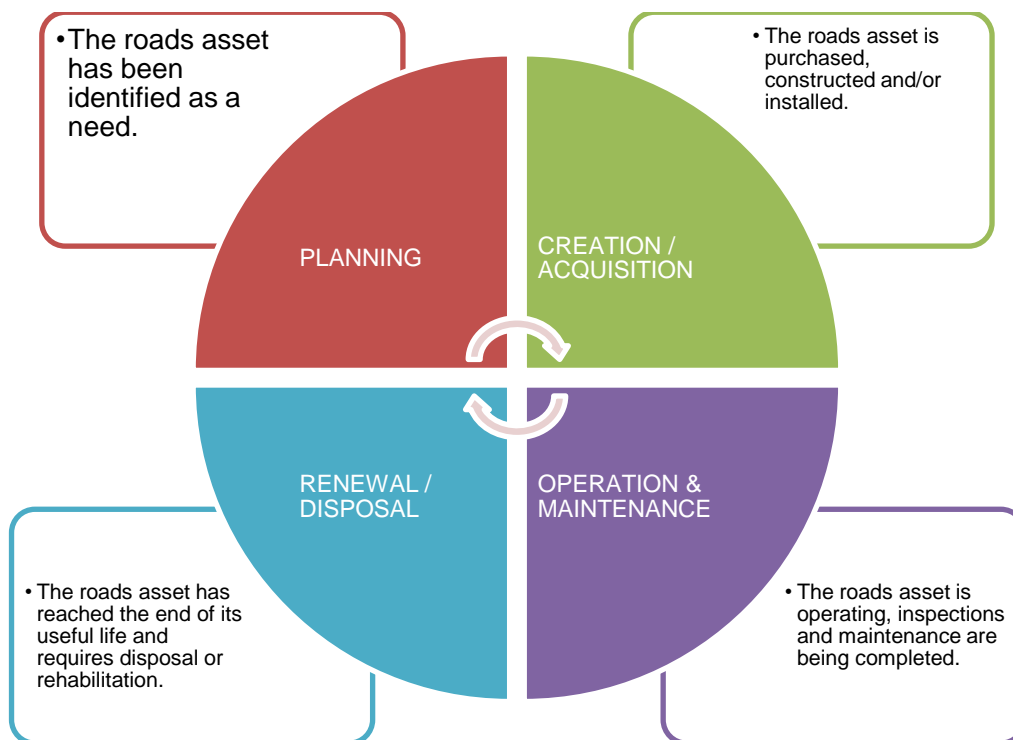 •The roads asset
has been
identified as a
need.
• The roads asset is
purchased,
constructed and/or
installed.
PLANNING
CREATION /
ACQUISITION
RENEWAL /
DISPOSAL
OPERATION &
MAINTENANCE
• The roads asset has
reached the end of its
useful life and
requires disposal or
rehabilitation.
• The roads asset is
operating, inspections
and maintenance are
being completed.